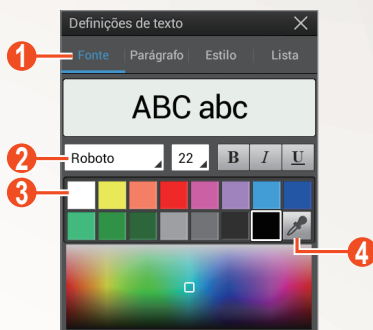 Definições de texto
1
Fonte Parágrafo Estilo Lista
ABC abc
2
Roboto 22 B I U
3
4